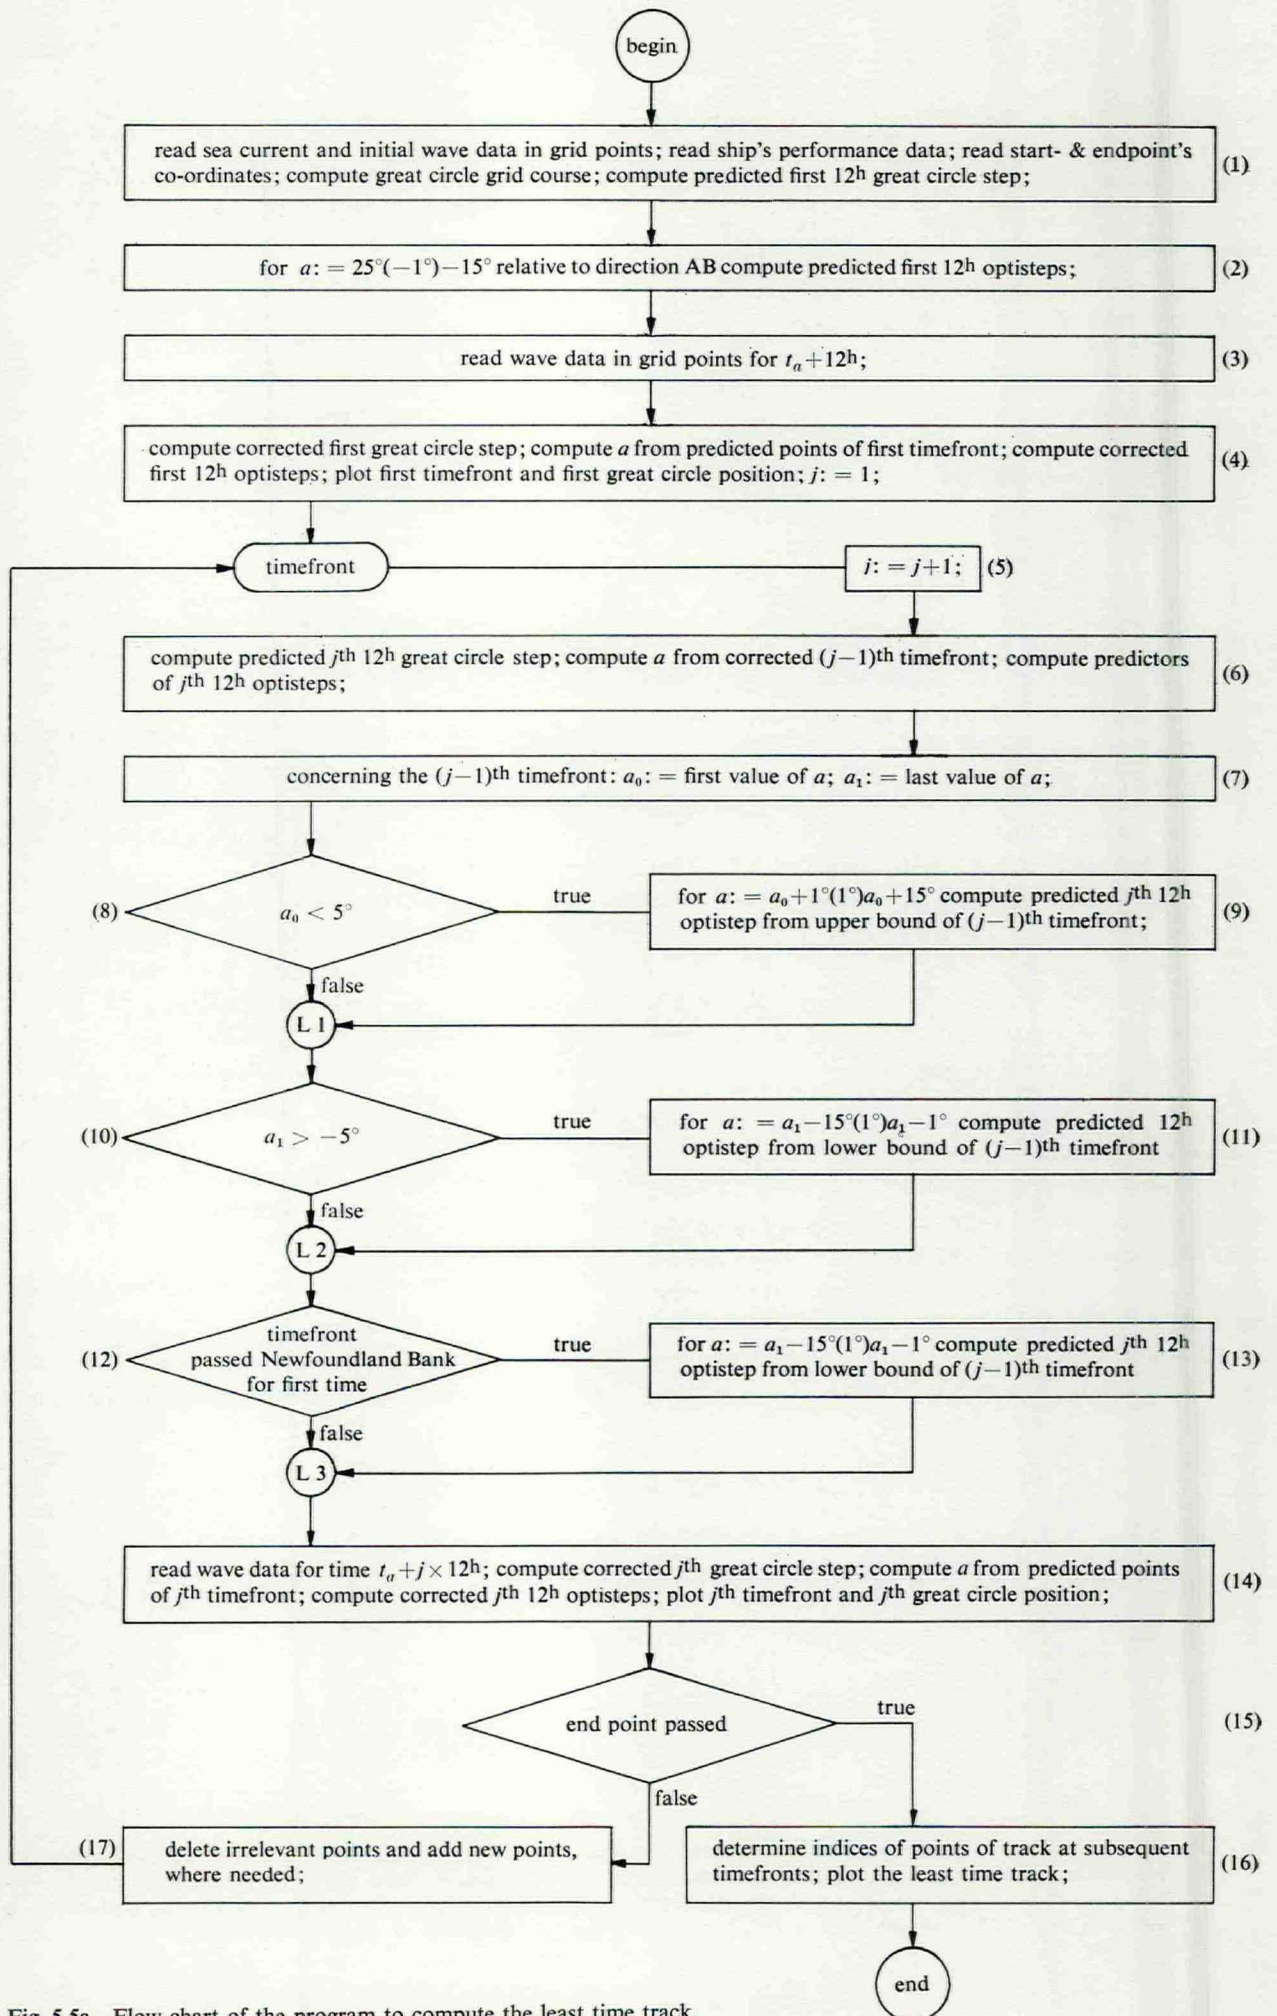 begin
read sea current and initial wave data in grid points; read ship's performance data; read start- & endpoint's
co-ordinates; compute great circle grid course; compute predicted first 12h great circle step;
(1)
for a: = 25°(−1°)−15° relative to direction AB compute predicted first 12h optisteps;
(2)
read wave data in grid points for ta+12h;
(3)
compute corrected first great circle step; compute a from predicted points of first timefront; compute corrected
first 12h optisteps; plot first timefront and first great circle position; j: = 1;
(4)
timefront
j: = j+1;
(5)
compute predicted jth 12h great circle step; compute a from corrected (j−1)th timefront; compute predictors
of jth 12h optisteps;
(6)
concerning the (j−1)th timefront: a0: = first value of a; a1: = last value of a;
(7)
(8)
a0 < 5°
true
for a: = a0+1°(1°)a0+15° compute predicted jth 12h
optistep from upper bound of (j−1)th timefront;
(9)
false
L 1
(10)
a1 > −5°
true
for a: = a1−15°(1°)a1−1° compute predicted 12h
optistep from lower bound of (j−1)th timefront
(11)
false
L 2
(12)
timefront
passed Newfoundland Bank
for first time
true
for a: = a1−15°(1°)a1−1° compute predicted jth 12h
optistep from lower bound of (j−1)th timefront
(13)
false
L 3
read wave data for time ta+j× 12h; compute corrected jth great circle step; compute a from predicted points
of jth timefront; compute corrected jth 12h optisteps; plot jth timefront and jth great circle position;
(14)
end point passed
true
(15)
false
(17)
delete irrelevant points and add new points,
where needed;
determine indices of points of track at subsequent
timefronts; plot the least time track;
(16)
end
Fig. 5.5a Flow chart of the program to compute the least time track